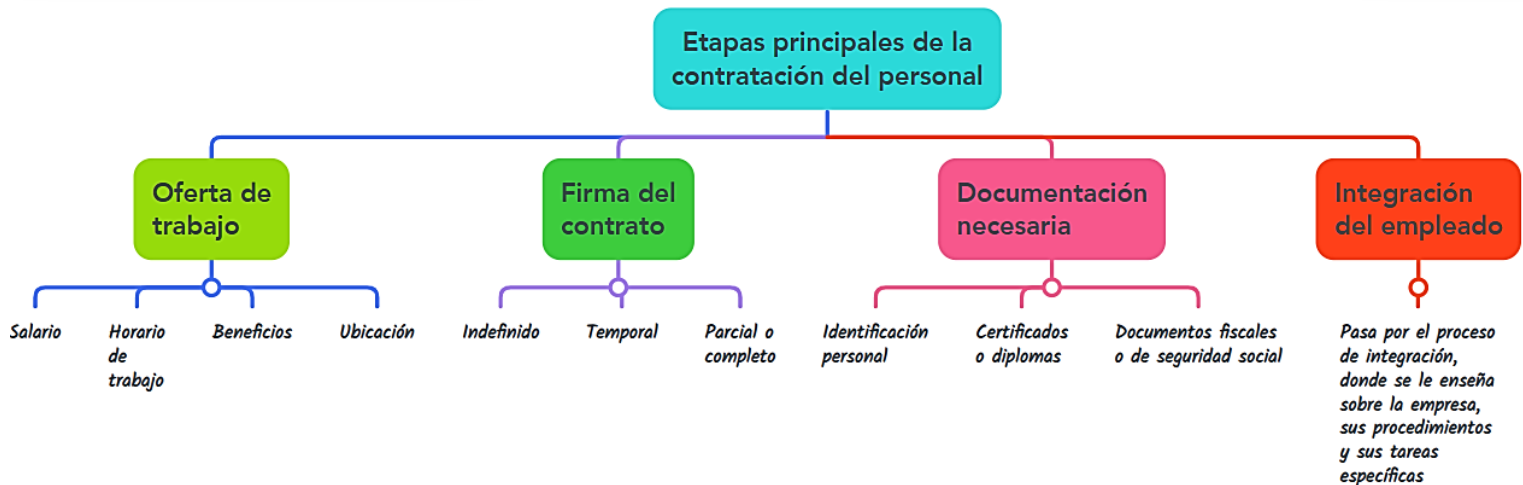 Etapas principales de la
contratación del personal
Oferta de
trabajo
Firma del
contrato
Documentación
necesaria
Integración
del empleado
Salario
Horario
de
trabajo
Beneficios
Ubicación
Indefinido
Temporal
Parcial o
completo
Identificación
personal
Certificados
o diplomas
Documentos fiscales
o de seguridad social
Pasa por el proceso
de integración,
donde se le enseña
sobre la empresa,
sus procedimientos
y sus tareas
específicas